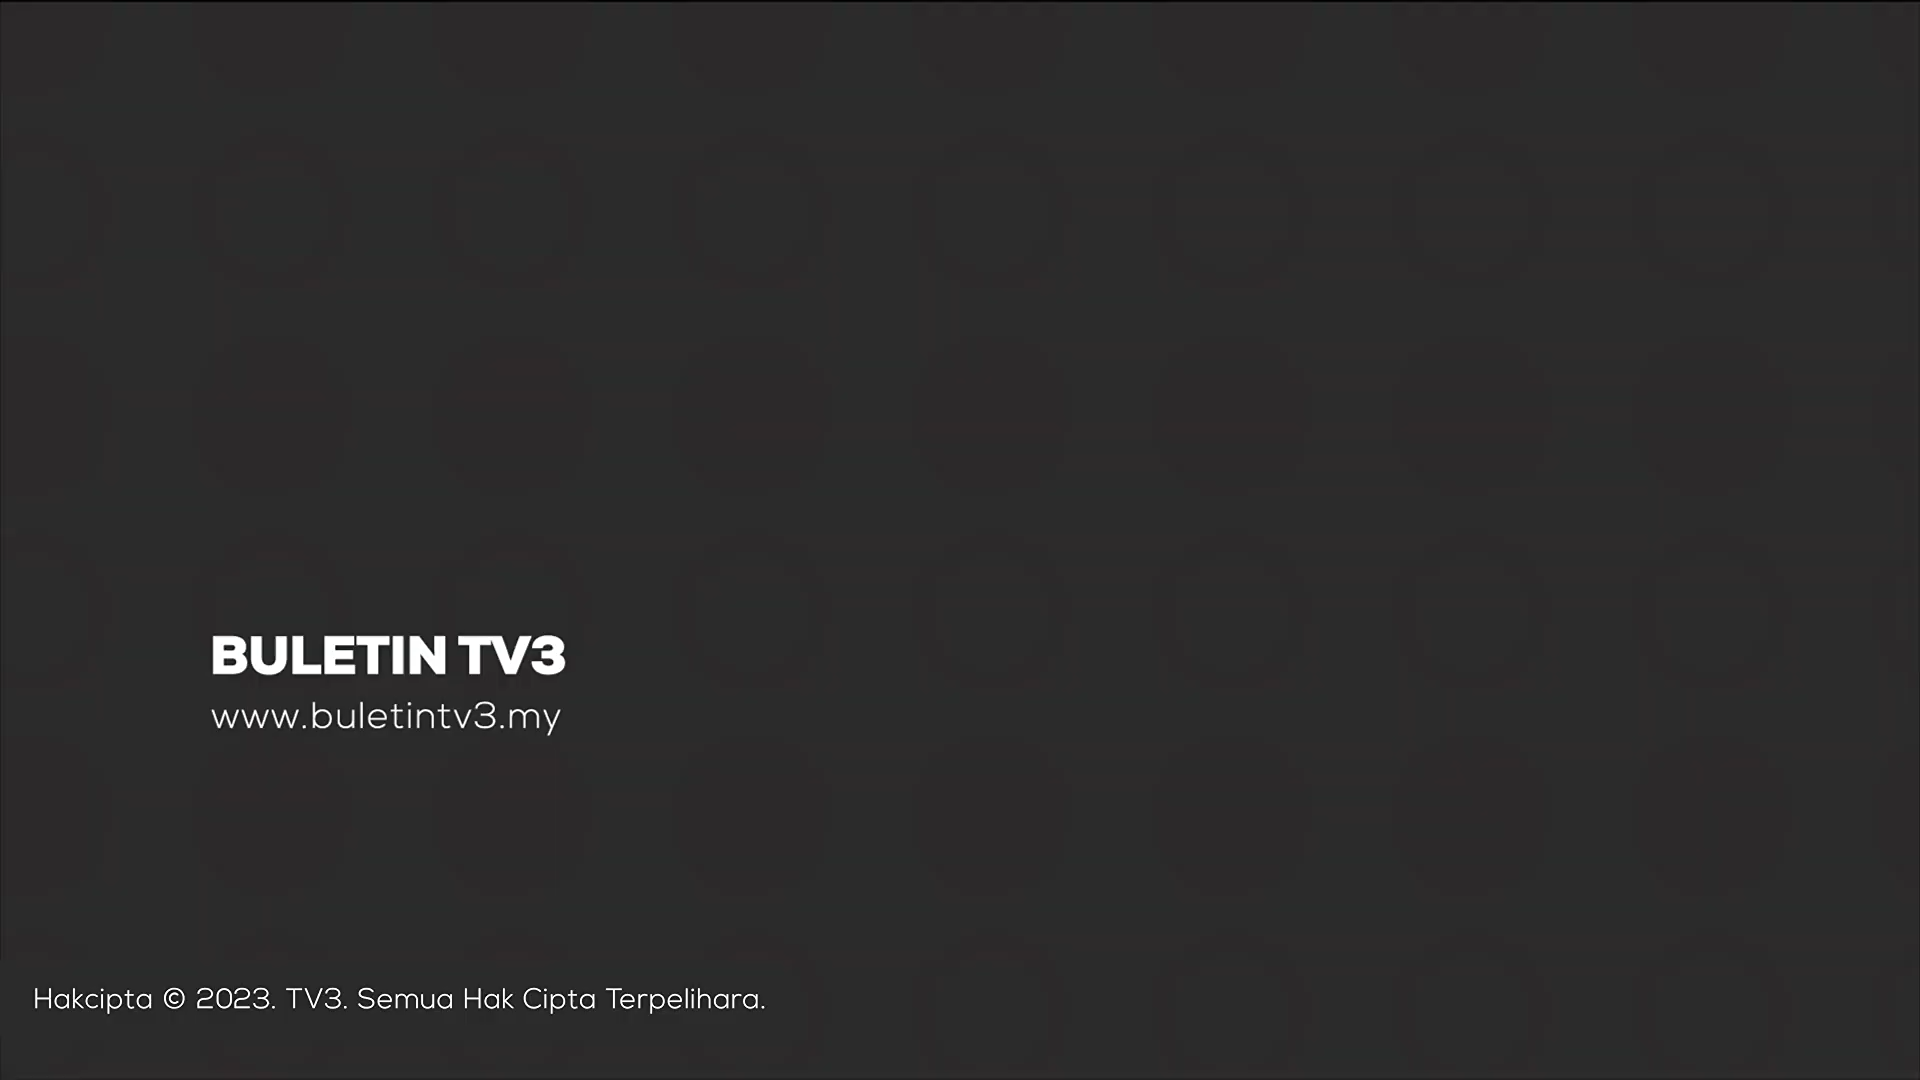 BULETIN TV3
www.buletintv3.my
Hakcipta © 2023. TV3. Semua Hak Cipta Terpelihara.